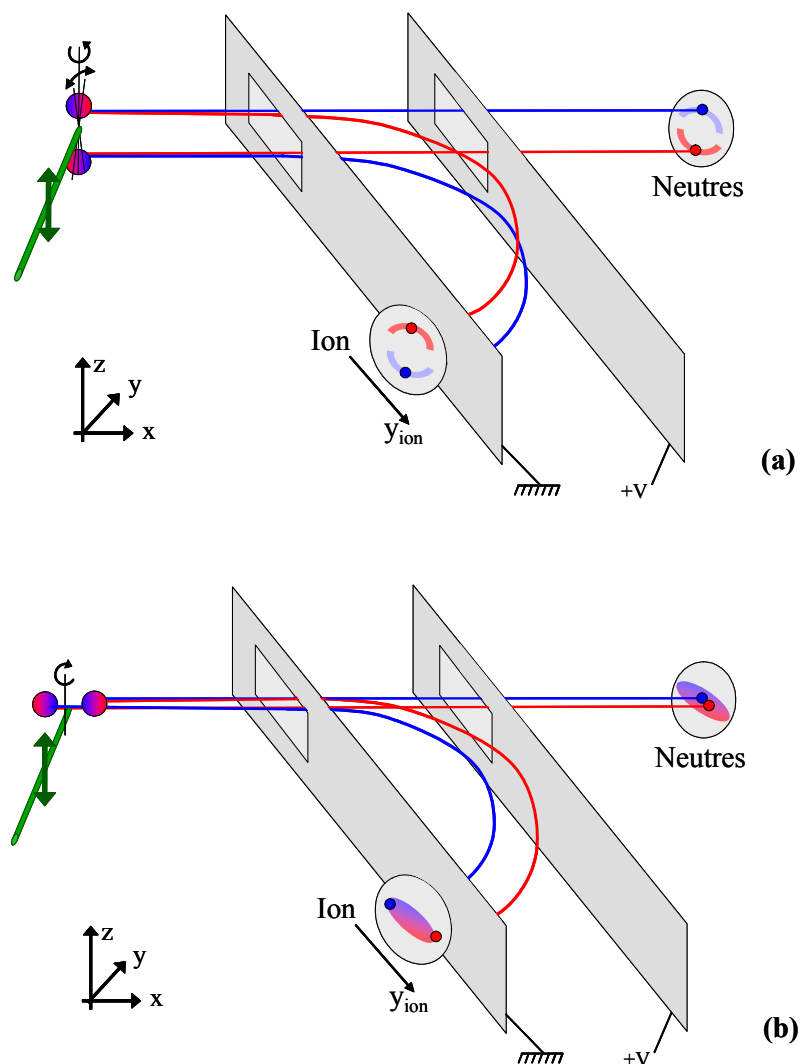 Neutres
Ion
y_ion
z
y
x
+V
(a)
Neutres
Ion
y_ion
z
y
x
+V
(b)